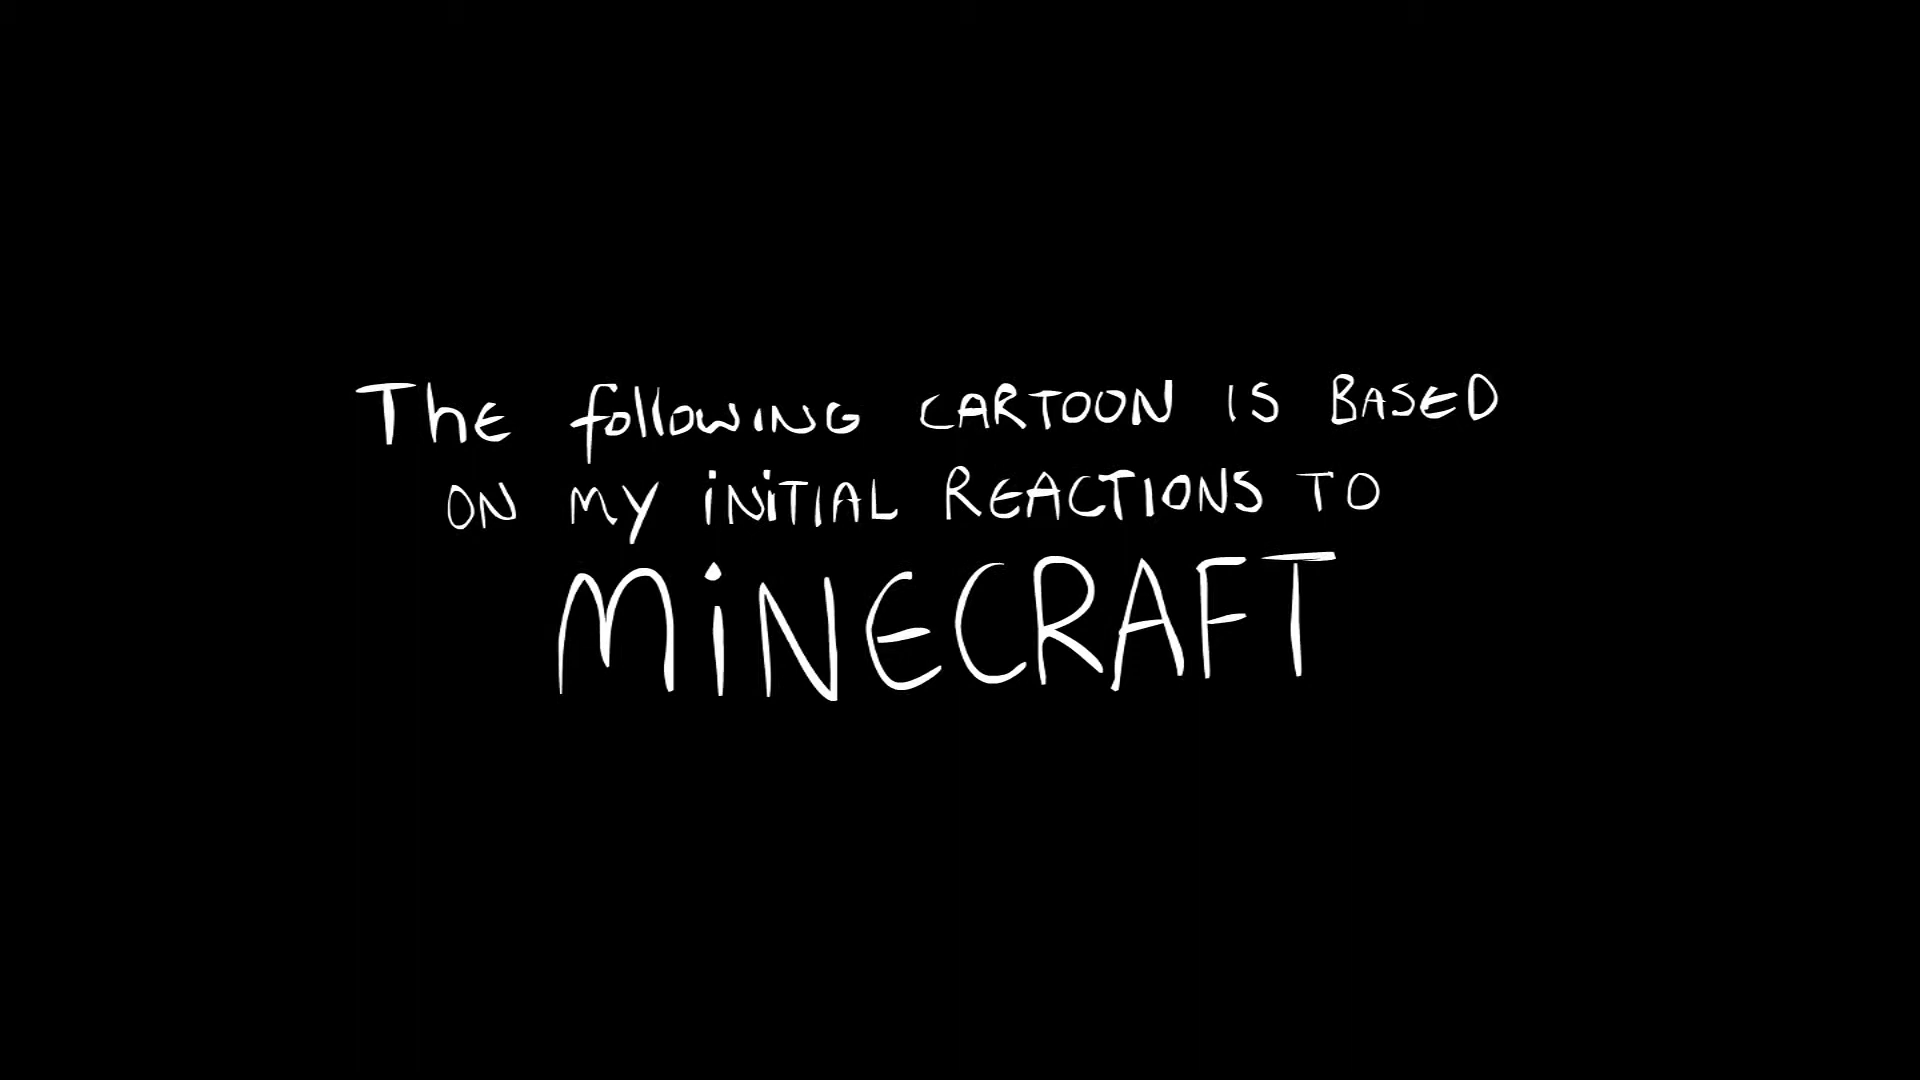 The following CARTOON IS BASED
ON MY iNiTIAL REACTIONS TO
MiNECRAFT